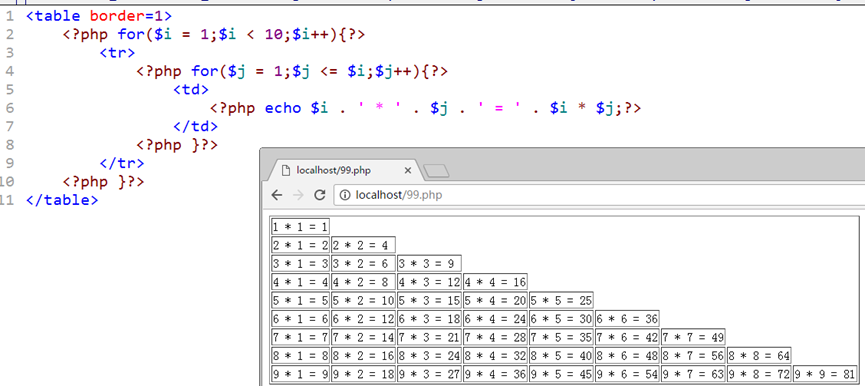 1 <table border=1>
2 <?php for($i = 1;$i < 10;$i++){?>
3 <tr>
4 <?php for($j = 1;$j <= $i;$j++){?>
5 <td>
6 <?php echo $i . ' * ' . $j . ' = ' . $i * $j;?>
7 </td>
8 <?php }?>
9 </tr>
10 <?php }?>
11 </table>
localhost/99.php
localhost/99.php
1 * 1 = 1
2 * 1 = 2 2 * 2 = 4
3 * 1 = 3 3 * 2 = 6 3 * 3 = 9
4 * 1 = 4 4 * 2 = 8 4 * 3 = 12 4 * 4 = 16
5 * 1 = 5 5 * 2 = 10 5 * 3 = 15 5 * 4 = 20 5 * 5 = 25
6 * 1 = 6 6 * 2 = 12 6 * 3 = 18 6 * 4 = 24 6 * 5 = 30 6 * 6 = 36
7 * 1 = 7 7 * 2 = 14 7 * 3 = 21 7 * 4 = 28 7 * 5 = 35 7 * 6 = 42 7 * 7 = 49
8 * 1 = 8 8 * 2 = 16 8 * 3 = 24 8 * 4 = 32 8 * 5 = 40 8 * 6 = 48 8 * 7 = 56 8 * 8 = 64
9 * 1 = 9 9 * 2 = 18 9 * 3 = 27 9 * 4 = 36 9 * 5 = 45 9 * 6 = 54 9 * 7 = 63 9 * 8 = 72 9 * 9 = 81